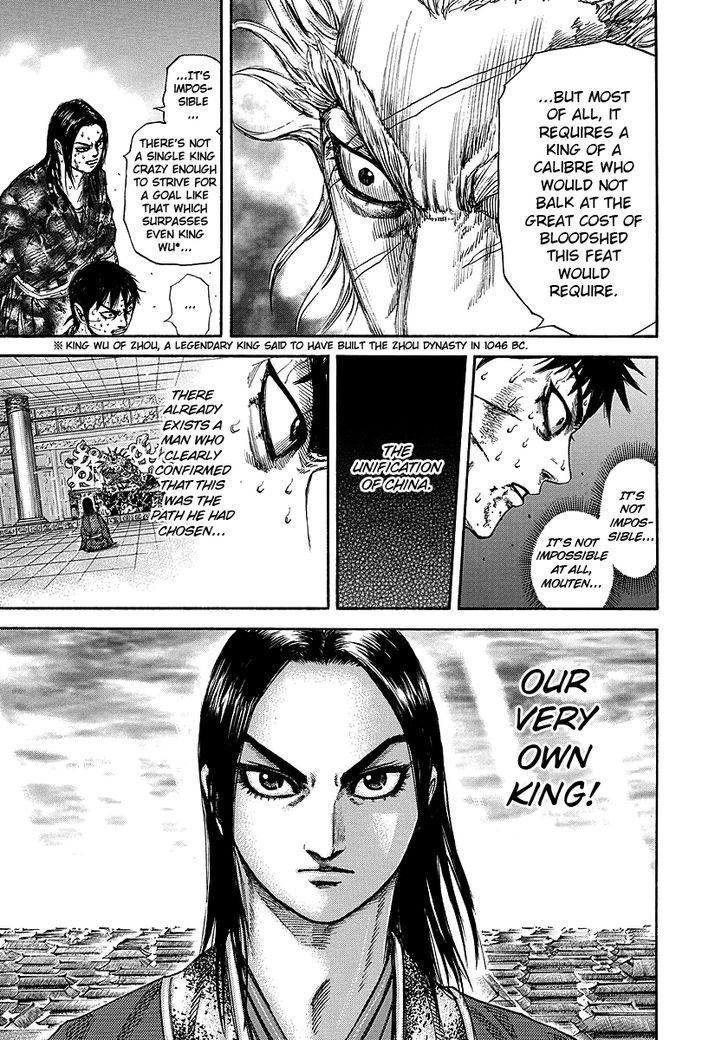 ...BUT MOST
OF ALL, IT
REQUIRES A
KING OF A
CALIBRE WHO
WOULD NOT
BALK AT THE
GREAT COST OF
BLOODSHED
THIS FEAT
WOULD
REQUIRE.
...IT'S
IMPOS-
SIBLE
...
THERE'S NOT
A SINGLE KING
CRAZY ENOUGH
TO STRIVE FOR
A GOAL LIKE
THAT WHICH
SURPASSES
EVEN KING
WU*...
※ KING WU OF ZHOU, A LEGENDARY KING SAID TO HAVE BUILT THE ZHOU DYNASTY IN 1046 BC.
IT'S
NOT
IMPOS-
SIBLE...
IT'S NOT
IMPOSSIBLE
AT ALL,
MOUTEN...
THE
UNIFICATION
OF CHINA.
THERE
ALREADY
EXISTS
A MAN WHO
CLEARLY
CONFIRMED
THAT THIS
WAS THE
PATH HE HAD
CHOSEN...
OUR
VERY
OWN
KING!